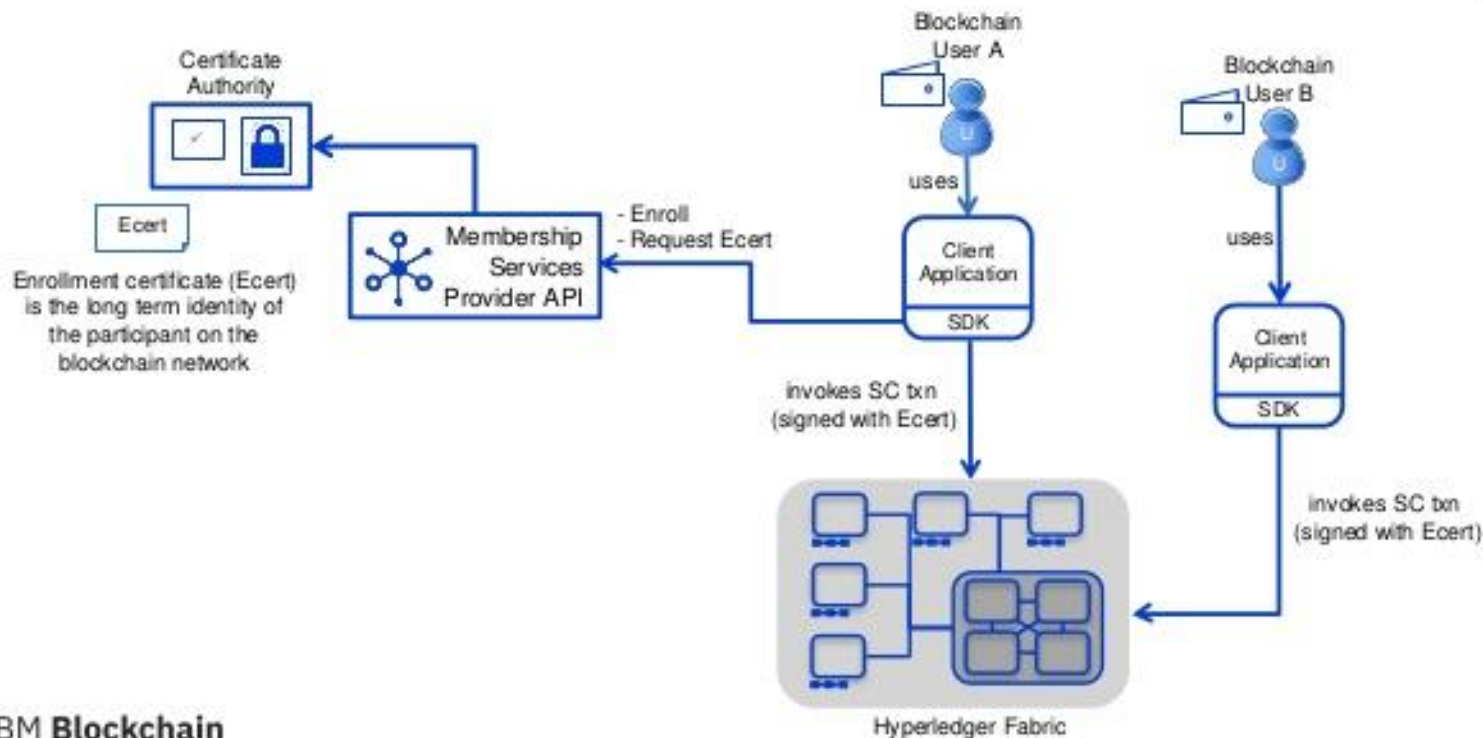 Certificate
Authority
✓
Ecert
Enrollment certificate (Ecert)
is the long term identity of
the participant on the
blockchain network
Membership
Services
Provider API
- Enroll
- Request Ecert
Blockchain
User A
U
uses
Client
Application
SDK
invokes SC txn
(signed with Ecert)
Blockchain
User B
U
uses
Client
Application
SDK
invokes SC txn
(signed with Ecert)
Hyperledger Fabric
BM Blockchain